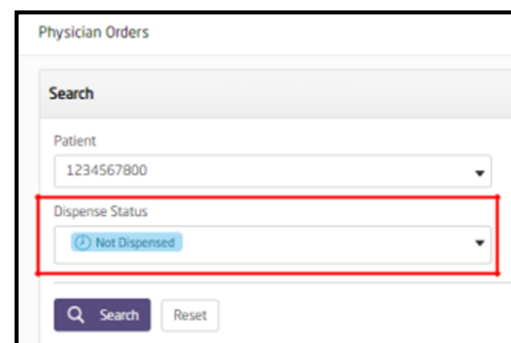 Physician Orders
Search
Patient
1234567800
Dispense Status
Not Dispensed
Search Reset